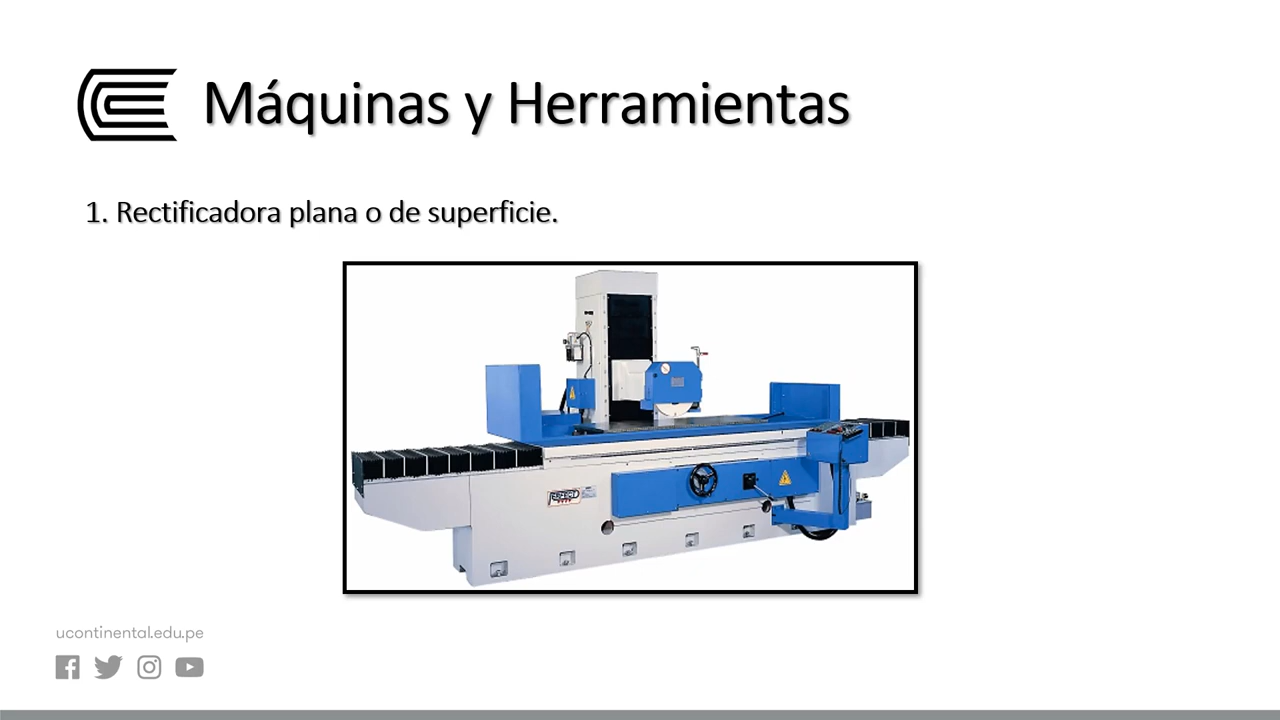 Máquinas y Herramientas
1. Rectificadora plana o de superficie.
ucontinental.edu.pe